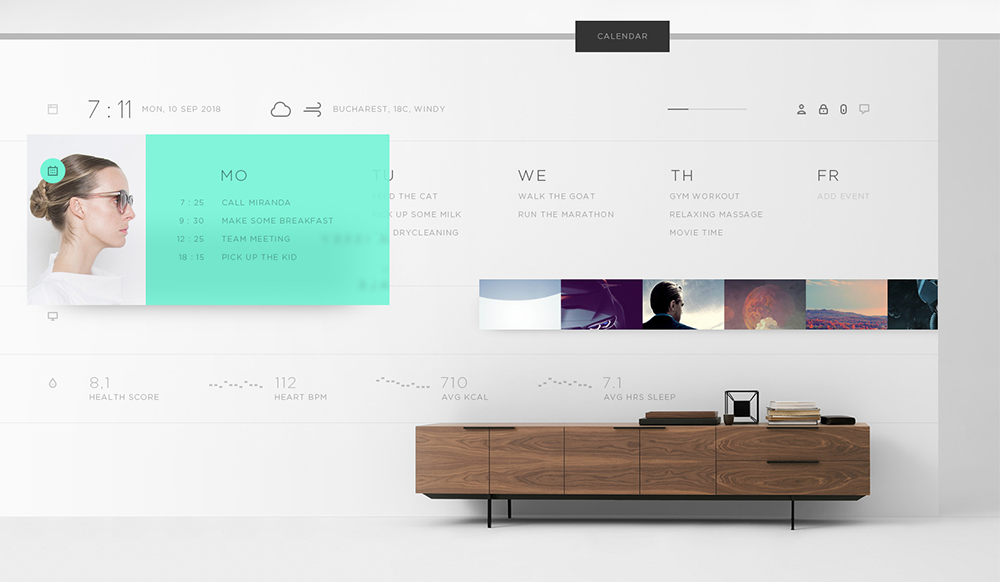 CALENDAR
7 : 11 MON, 10 SEP 2018 BUCHAREST, 18C, WINDY
MO
7 : 25 CALL MIRANDA
9 : 30 MAKE SOME BREAKFAST
12 : 25 TEAM MEETING
18 : 15 PICK UP THE KID
TU
THE CAT
UP SOME MILK
DRYCLEANING
WE
WALK THE GOAT
RUN THE MARATHON
TH
GYM WORKOUT
RELAXING MASSAGE
MOVIE TIME
FR
ADD EVENT
8.1
HEALTH SCORE
112
HEART BPM
710
AVG KCAL
7.1
AVG HRS SLEEP